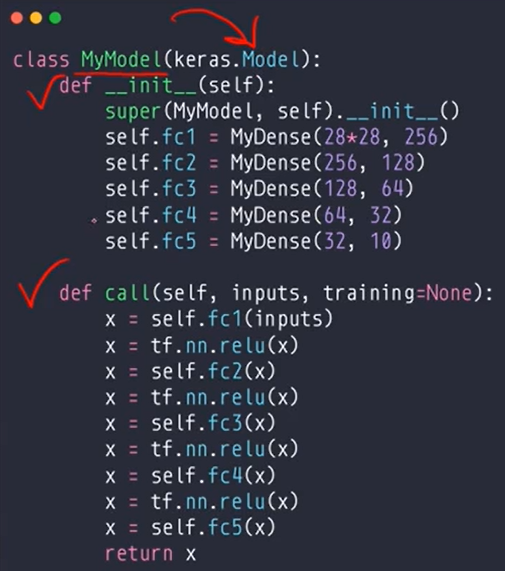 class MyModel(keras.Model):
    def __init__(self):
        super(MyModel, self).__init__()
        self.fc1 = MyDense(28*28, 256)
        self.fc2 = MyDense(256, 128)
        self.fc3 = MyDense(128, 64)
        self.fc4 = MyDense(64, 32)
        self.fc5 = MyDense(32, 10)

    def call(self, inputs, training=None):
        x = self.fc1(inputs)
        x = tf.nn.relu(x)
        x = self.fc2(x)
        x = tf.nn.relu(x)
        x = self.fc3(x)
        x = tf.nn.relu(x)
        x = self.fc4(x)
        x = tf.nn.relu(x)
        x = self.fc5(x)
        return x